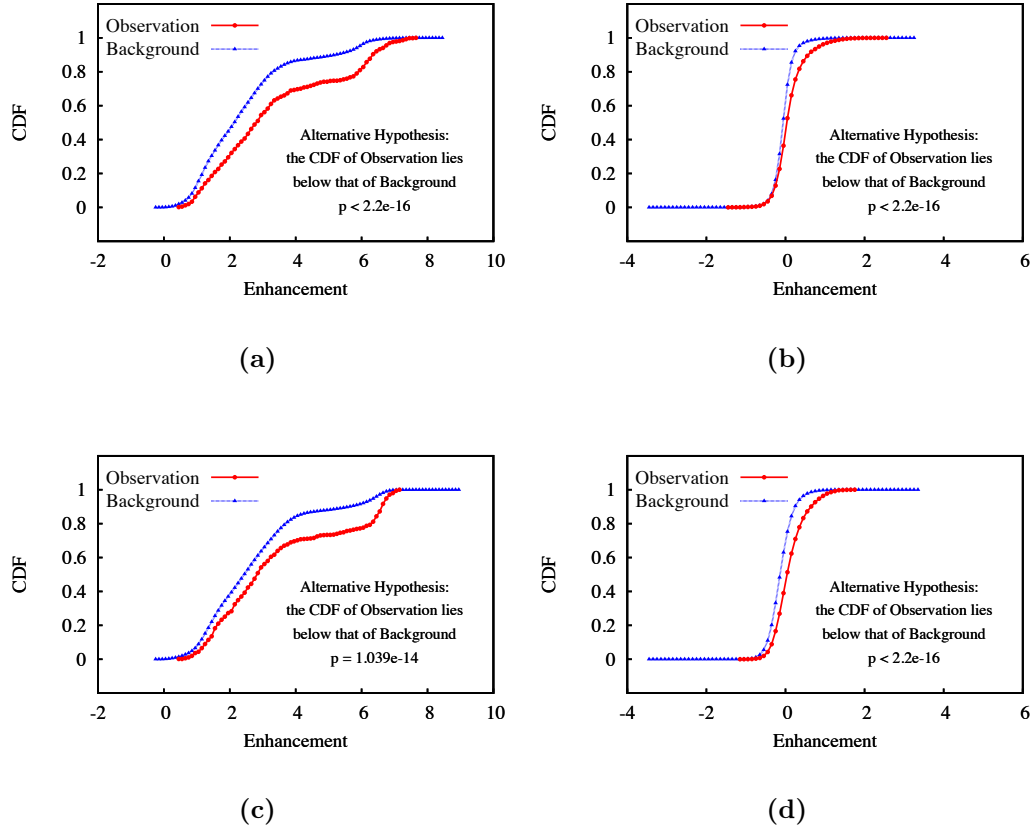 Observation
Background
1
0.8
0.6
0.4
0.2
0
CDF
Alternative Hypothesis:
the CDF of Observation lies
below that of Background
p < 2.2e-16
-2 0 2 4 6 8 10
Enhancement
(a)
Observation
Background
1
0.8
0.6
0.4
0.2
0
CDF
Alternative Hypothesis:
the CDF of Observation lies
below that of Background
p < 2.2e-16
-4 -2 0 2 4 6
Enhancement
(b)
Observation
Background
1
0.8
0.6
0.4
0.2
0
CDF
Alternative Hypothesis:
the CDF of Observation lies
below that of Background
p = 1.039e-14
-2 0 2 4 6 8 10
Enhancement
(c)
Observation
Background
1
0.8
0.6
0.4
0.2
0
CDF
Alternative Hypothesis:
the CDF of Observation lies
below that of Background
p < 2.2e-16
-4 -2 0 2 4 6
Enhancement
(d)